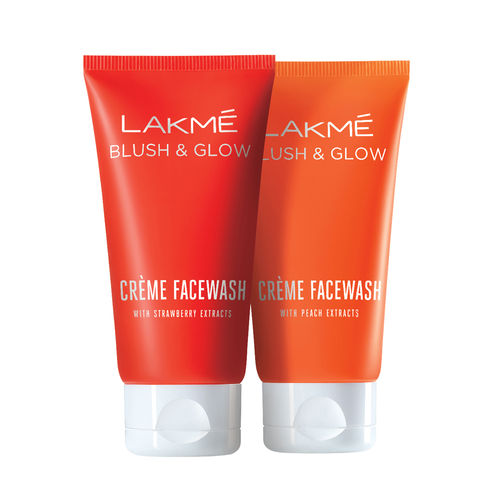 LAKMÉ
BLUSH & GLOW
CRÈME FACEWASH
WITH STRAWBERRY EXTRACTS
LAKMÉ
LUSH & GLOW
CRÈME FACEWASH
WITH PEACH EXTRACTS